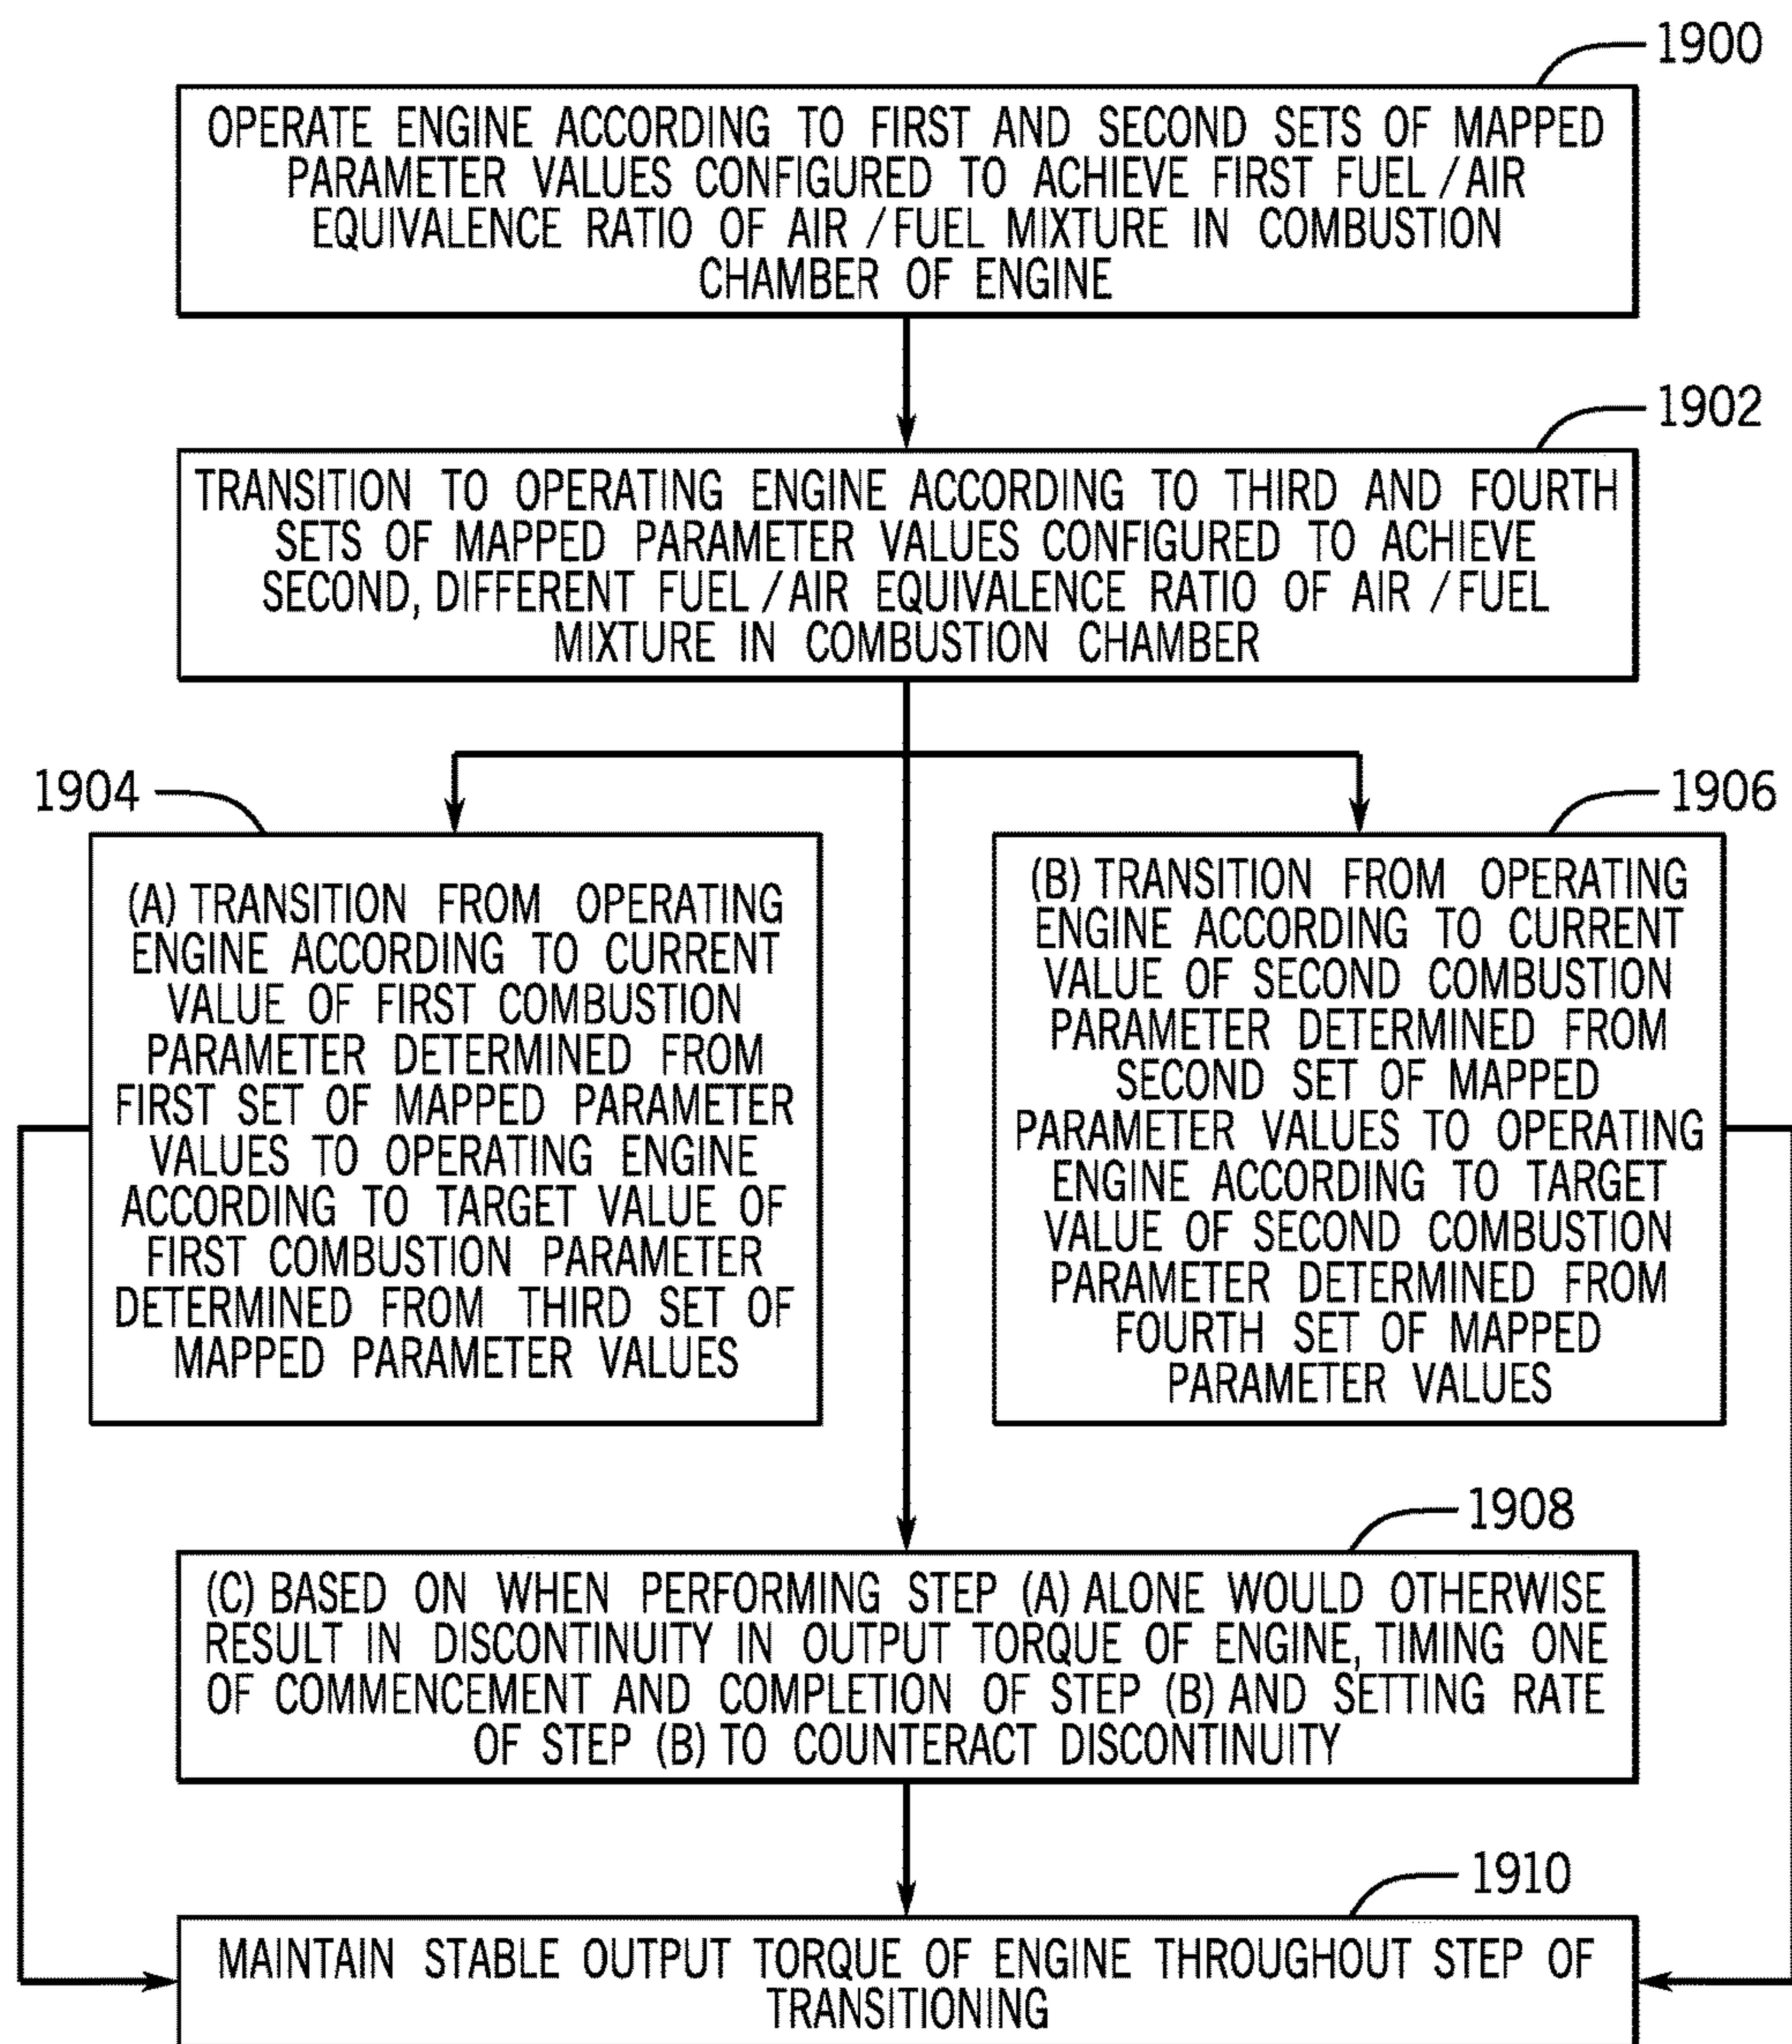 1900
OPERATE ENGINE ACCORDING TO FIRST AND SECOND SETS OF MAPPED
PARAMETER VALUES CONFIGURED TO ACHIEVE FIRST FUEL/AIR
EQUIVALENCE RATIO OF AIR/FUEL MIXTURE IN COMBUSTION
CHAMBER OF ENGINE
1902
TRANSITION TO OPERATING ENGINE ACCORDING TO THIRD AND FOURTH
SETS OF MAPPED PARAMETER VALUES CONFIGURED TO ACHIEVE
SECOND, DIFFERENT FUEL/AIR EQUIVALENCE RATIO OF AIR/FUEL
MIXTURE IN COMBUSTION CHAMBER
1904
(A) TRANSITION FROM OPERATING
ENGINE ACCORDING TO CURRENT
VALUE OF FIRST COMBUSTION
PARAMETER DETERMINED FROM
FIRST SET OF MAPPED PARAMETER
VALUES TO OPERATING ENGINE
ACCORDING TO TARGET VALUE OF
FIRST COMBUSTION PARAMETER
DETERMINED FROM THIRD SET OF
MAPPED PARAMETER VALUES
1906
(B) TRANSITION FROM OPERATING
ENGINE ACCORDING TO CURRENT
VALUE OF SECOND COMBUSTION
PARAMETER DETERMINED FROM
SECOND SET OF MAPPED
PARAMETER VALUES TO OPERATING
ENGINE ACCORDING TO TARGET
VALUE OF SECOND COMBUSTION
PARAMETER DETERMINED FROM
FOURTH SET OF MAPPED
PARAMETER VALUES
1908
(C) BASED ON WHEN PERFORMING STEP (A) ALONE WOULD OTHERWISE
RESULT IN DISCONTINUITY IN OUTPUT TORQUE OF ENGINE, TIMING ONE
OF COMMENCEMENT AND COMPLETION OF STEP (B) AND SETTING RATE
OF STEP (B) TO COUNTERACT DISCONTINUITY
1910
MAINTAIN STABLE OUTPUT TORQUE OF ENGINE THROUGHOUT STEP OF
TRANSITIONING